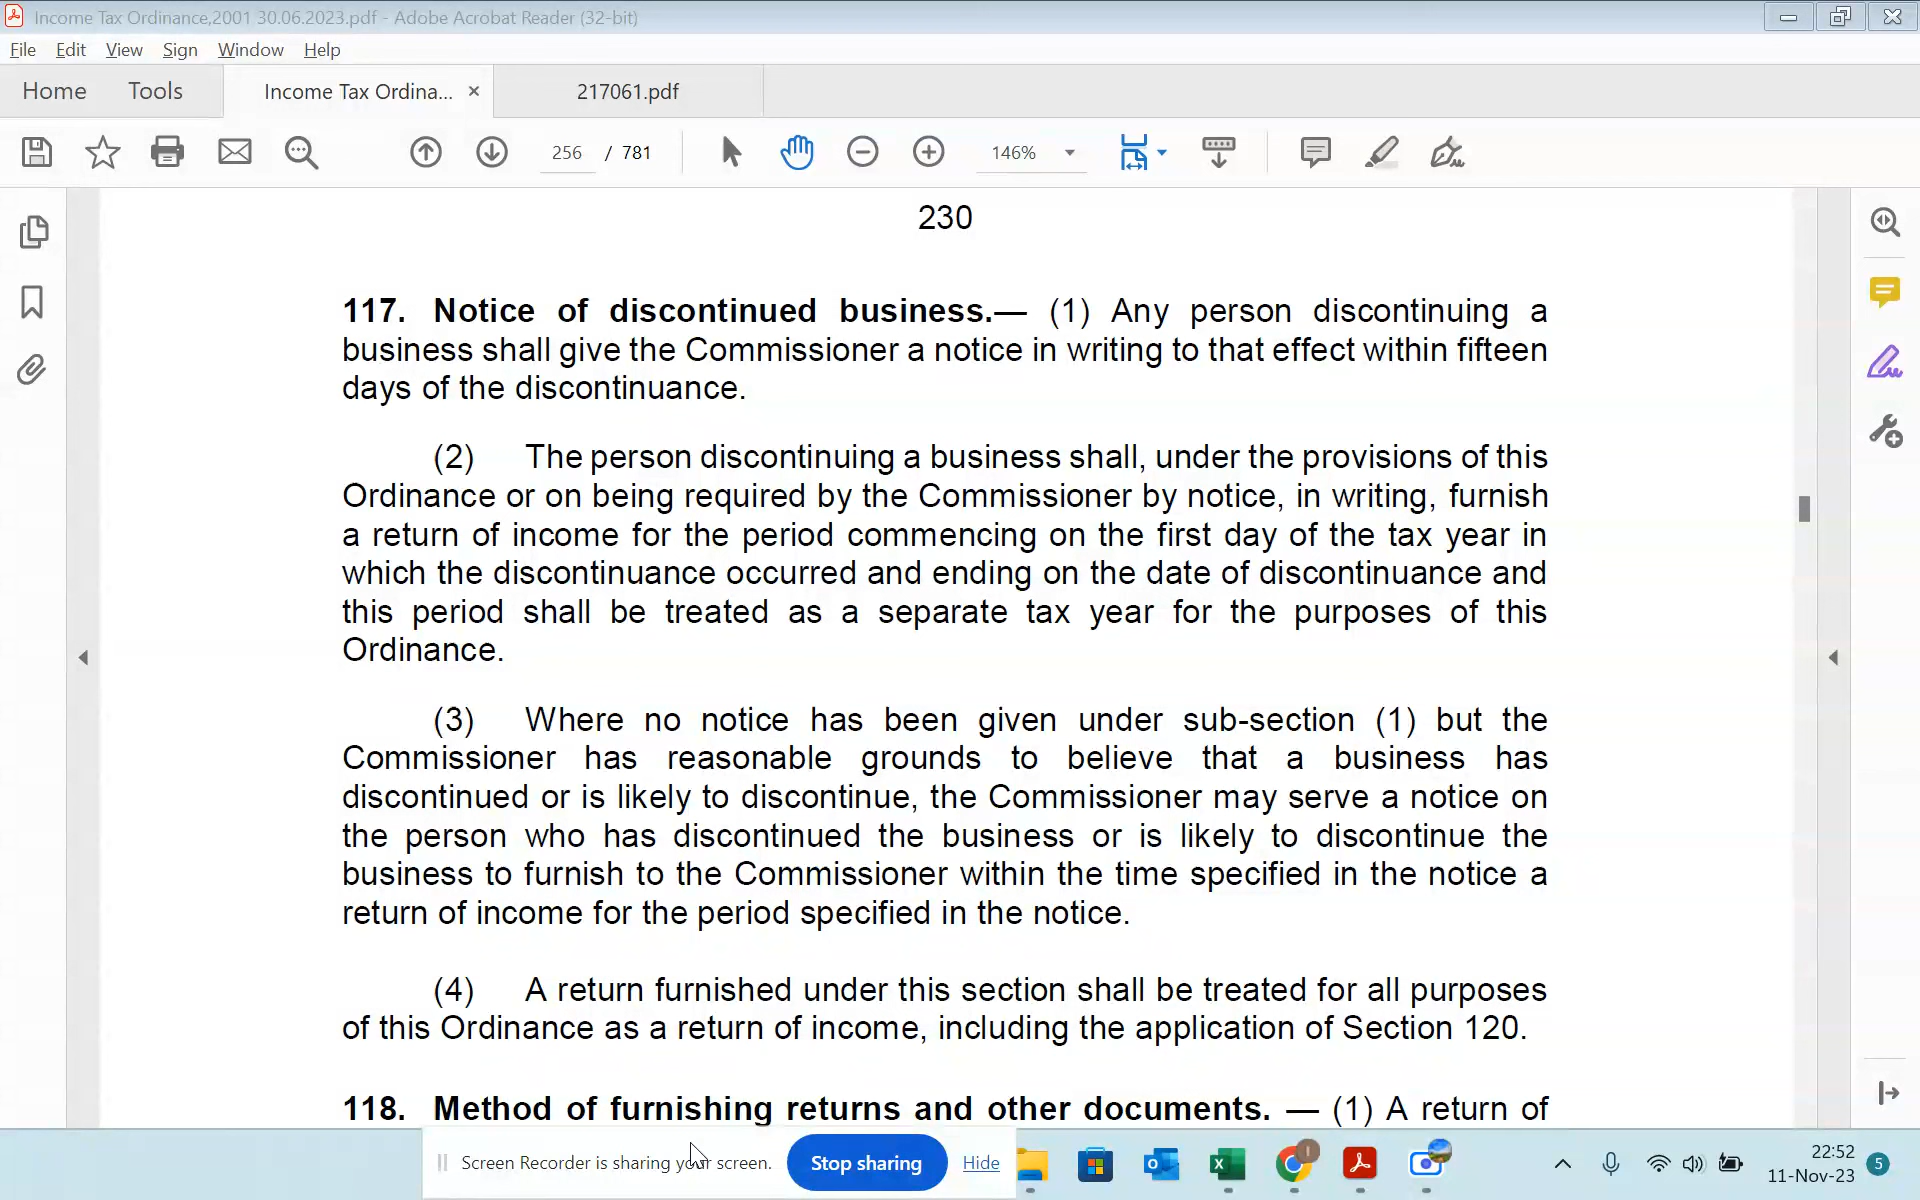 Income Tax Ordinance,2001 30.06.2023.pdf - Adobe Acrobat Reader (32-bit)
File Edit View Sign Window Help
Home Tools Income Tax Ordina... × 217061.pdf
256 / 781 146%
230
117. Notice of discontinued business.— (1) Any person discontinuing a
business shall give the Commissioner a notice in writing to that effect within fifteen
days of the discontinuance.
(2) The person discontinuing a business shall, under the provisions of this
Ordinance or on being required by the Commissioner by notice, in writing, furnish
a return of income for the period commencing on the first day of the tax year in
which the discontinuance occurred and ending on the date of discontinuance and
this period shall be treated as a separate tax year for the purposes of this
Ordinance.
(3) Where no notice has been given under sub-section (1) but the
Commissioner has reasonable grounds to believe that a business has
discontinued or is likely to discontinue, the Commissioner may serve a notice on
the person who has discontinued the business or is likely to discontinue the
business to furnish to the Commissioner within the time specified in the notice a
return of income for the period specified in the notice.
(4) A return furnished under this section shall be treated for all purposes
of this Ordinance as a return of income, including the application of Section 120.
118. Method of furnishing returns and other documents. — (1) A return of
Screen Recorder is sharing your screen. Stop sharing Hide
22:52
11-Nov-23 5